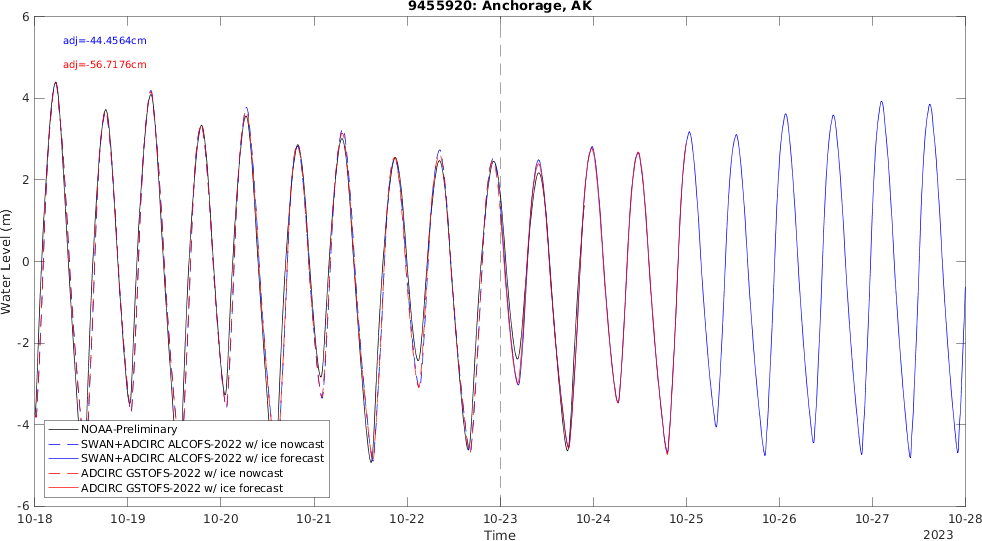 9455920: Anchorage, AK
adj=-44.4564cm
adj=-56.7176cm
6
4
2
0
-2
-4
-6
Water Level (m)
NOAA-Preliminary
SWAN+ADCIRC ALCOFS-2022 w/ ice nowcast
SWAN+ADCIRC ALCOFS-2022 w/ ice forecast
ADCIRC GSTOFS-2022 w/ ice nowcast
ADCIRC GSTOFS-2022 w/ ice forecast
10-18 10-19 10-20 10-21 10-22 10-23 10-24 10-25 10-26 10-27 10-28
Time
2023